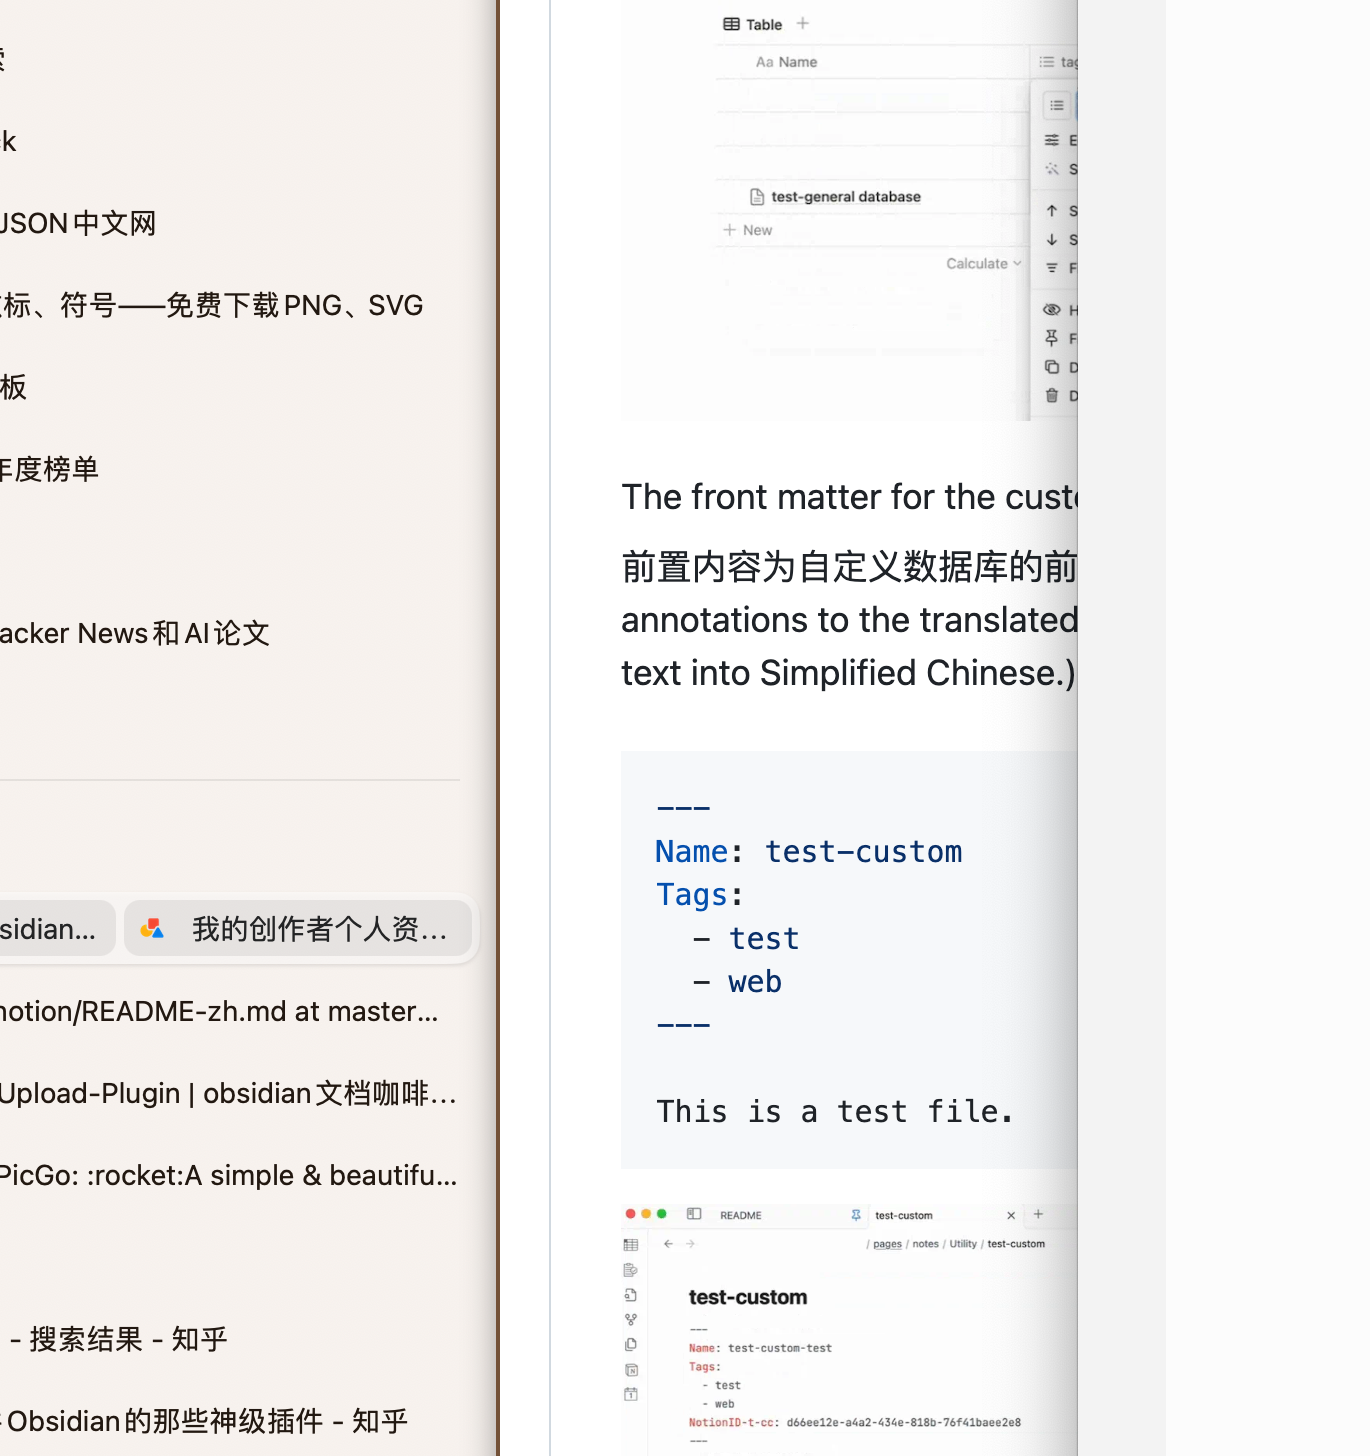 索
JSON中文网
标、符号——免费下载PNG、SVG
板
年度榜单
acker News和AI论文
sidian...
我的创作者个人资...
notion/README-zh.md at master...
Upload-Plugin | obsidian文档咖啡...
PicGo: :rocket:A simple & beautifu...
- 搜索结果 - 知乎
Obsidian的那些神级插件 - 知乎
Table
Aa Name
tag
test-general database
New
Calculate
E
S
S
S
F
H
F
D
D
The front matter for the custo
前置内容为自定义数据库的前
annotations to the translated
text into Simplified Chinese.)
---
Name: test-custom
Tags:
- test
- web
---
This is a test file.
README
test-custom
/ pages / notes / Utility / test-custom
test-custom
---
Name: test-custom-test
Tags:
- test
- web
NotionID-t-cc: d66ee12e-a4a2-434e-818b-76f41baee2e8
---